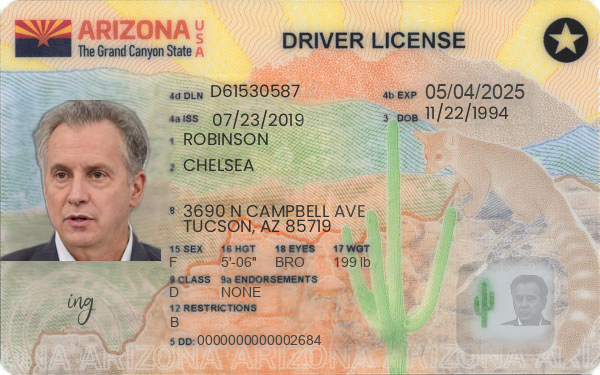 ARIZONA USA
The Grand Canyon State
DRIVER LICENSE
4d DLN D61530587
4b EXP 05/04/2025
4a ISS 07/23/2019
3 DOB 11/22/1994
1 ROBINSON
2 CHELSEA
8 3690 N CAMPBELL AVE
TUCSON, AZ 85719
15 SEX 16 HGT 18 EYES 17 WGT
F 5'-06" BRO 199 lb
9 CLASS 9a ENDORSEMENTS
D NONE
12 RESTRICTIONS
B
5 DD: 0000000000002684
ing
ARIZONA ARIZONA ARIZONA ARIZONA